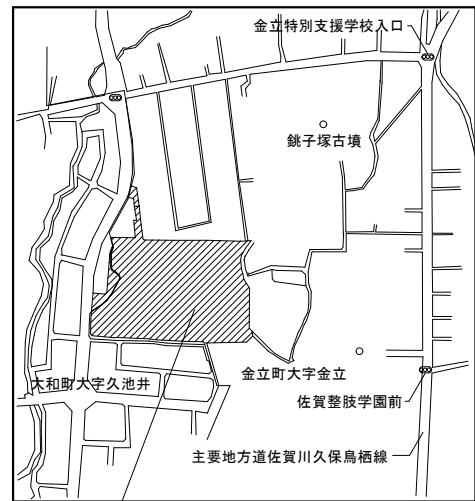 金立特別支援学校入口
銚子塚古墳
金立町大字金立
大和町大字久池井
佐賀整肢学園前
主要地方道佐賀川久保鳥栖線